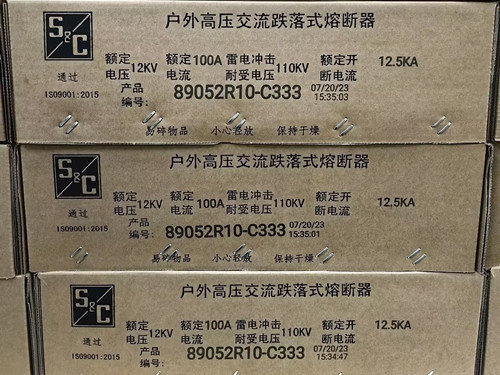 S&C
户外高压交流跌落式熔断器
额定电压 12KV 额定电流 100A 雷电冲击耐受电压 110KV 额定开断电流 12.5KA
通过
ISO9001:2015
产品编号: 89052R10-C333 07/20/23 15:35:03
易碎物品 小心轻放 保持干燥
S&C
户外高压交流跌落式熔断器
额定电压 12KV 额定电流 100A 雷电冲击耐受电压 110KV 额定开断电流 12.5KA
通过
ISO9001:2015
产品编号: 89052R10-C333 07/20/23 15:35:01
易碎物品 小心轻放 保持干燥
S&C
户外高压交流跌落式熔断器
额定电压 12KV 额定电流 100A 雷电冲击耐受电压 110KV 额定开断电流 12.5KA
通过
ISO9001:2015
产品编号: 89052R10-C333 07/20/23 15:34:47